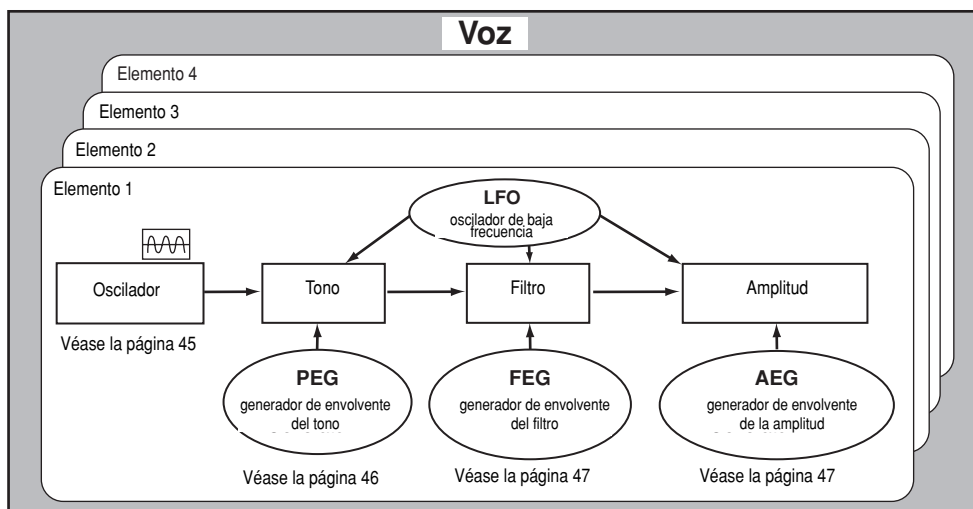 Voz
Elemento 4
Elemento 3
Elemento 2
Elemento 1
LFO
oscilador de baja
frecuencia
Oscilador
Tono
Filtro
Amplitud
Véase la página 45
PEG
generador de envolvente
del tono
FEG
generador de envolvente
del filtro
AEG
generador de envolvente
de la amplitud
Véase la página 46
Véase la página 47
Véase la página 47